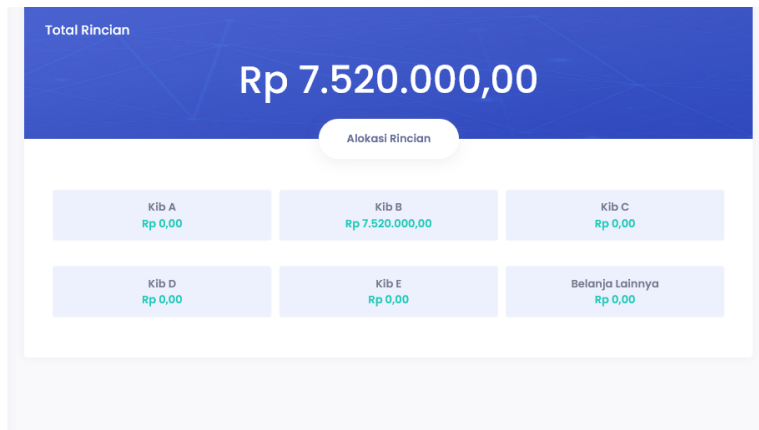 Total Rincian
Rp 7.520.000,00
Alokasi Rincian
Kib A
Rp 0,00
Kib B
Rp 7.520.000,00
Kib C
Rp 0,00
Kib D
Rp 0,00
Kib E
Rp 0,00
Belanja Lainnya
Rp 0,00